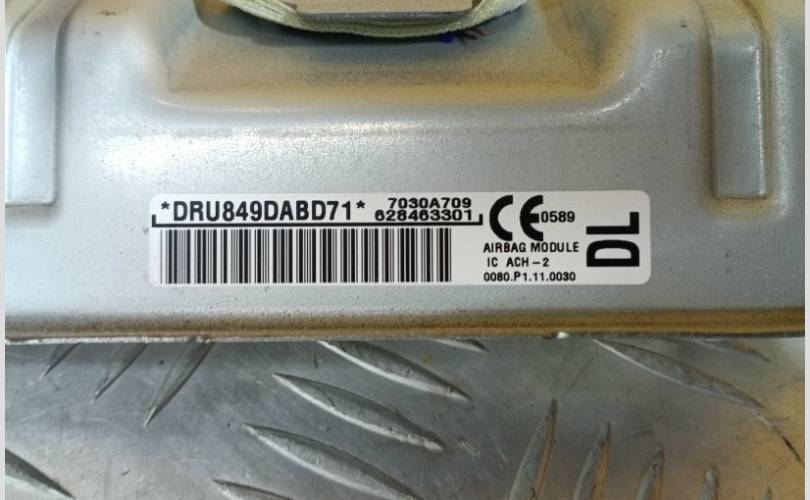 *DRU849DABD71*
7030A709
628463301
CE 0589
AIRBAG MODULE
IC ACH-2
0080.P1.11.0030
DL